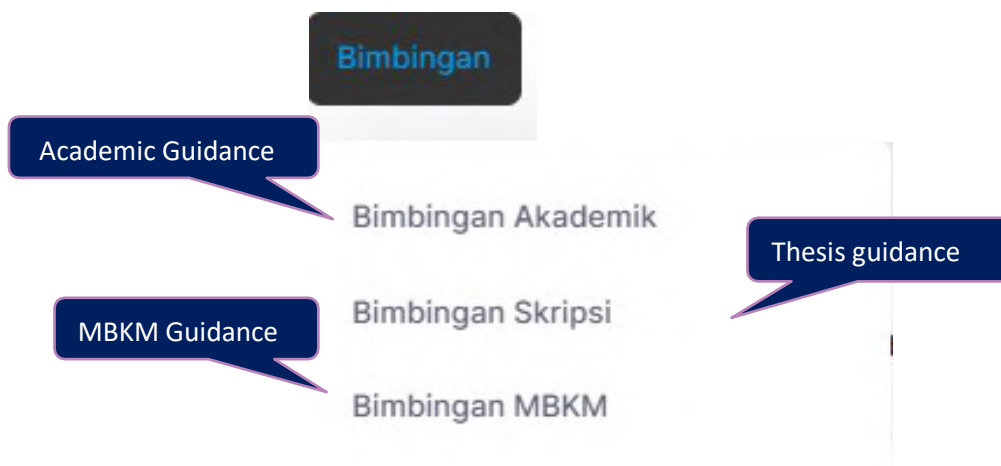 Bimbingan
Academic Guidance
Bimbingan Akademik
Thesis guidance
Bimbingan Skripsi
MBKM Guidance
Bimbingan MBKM